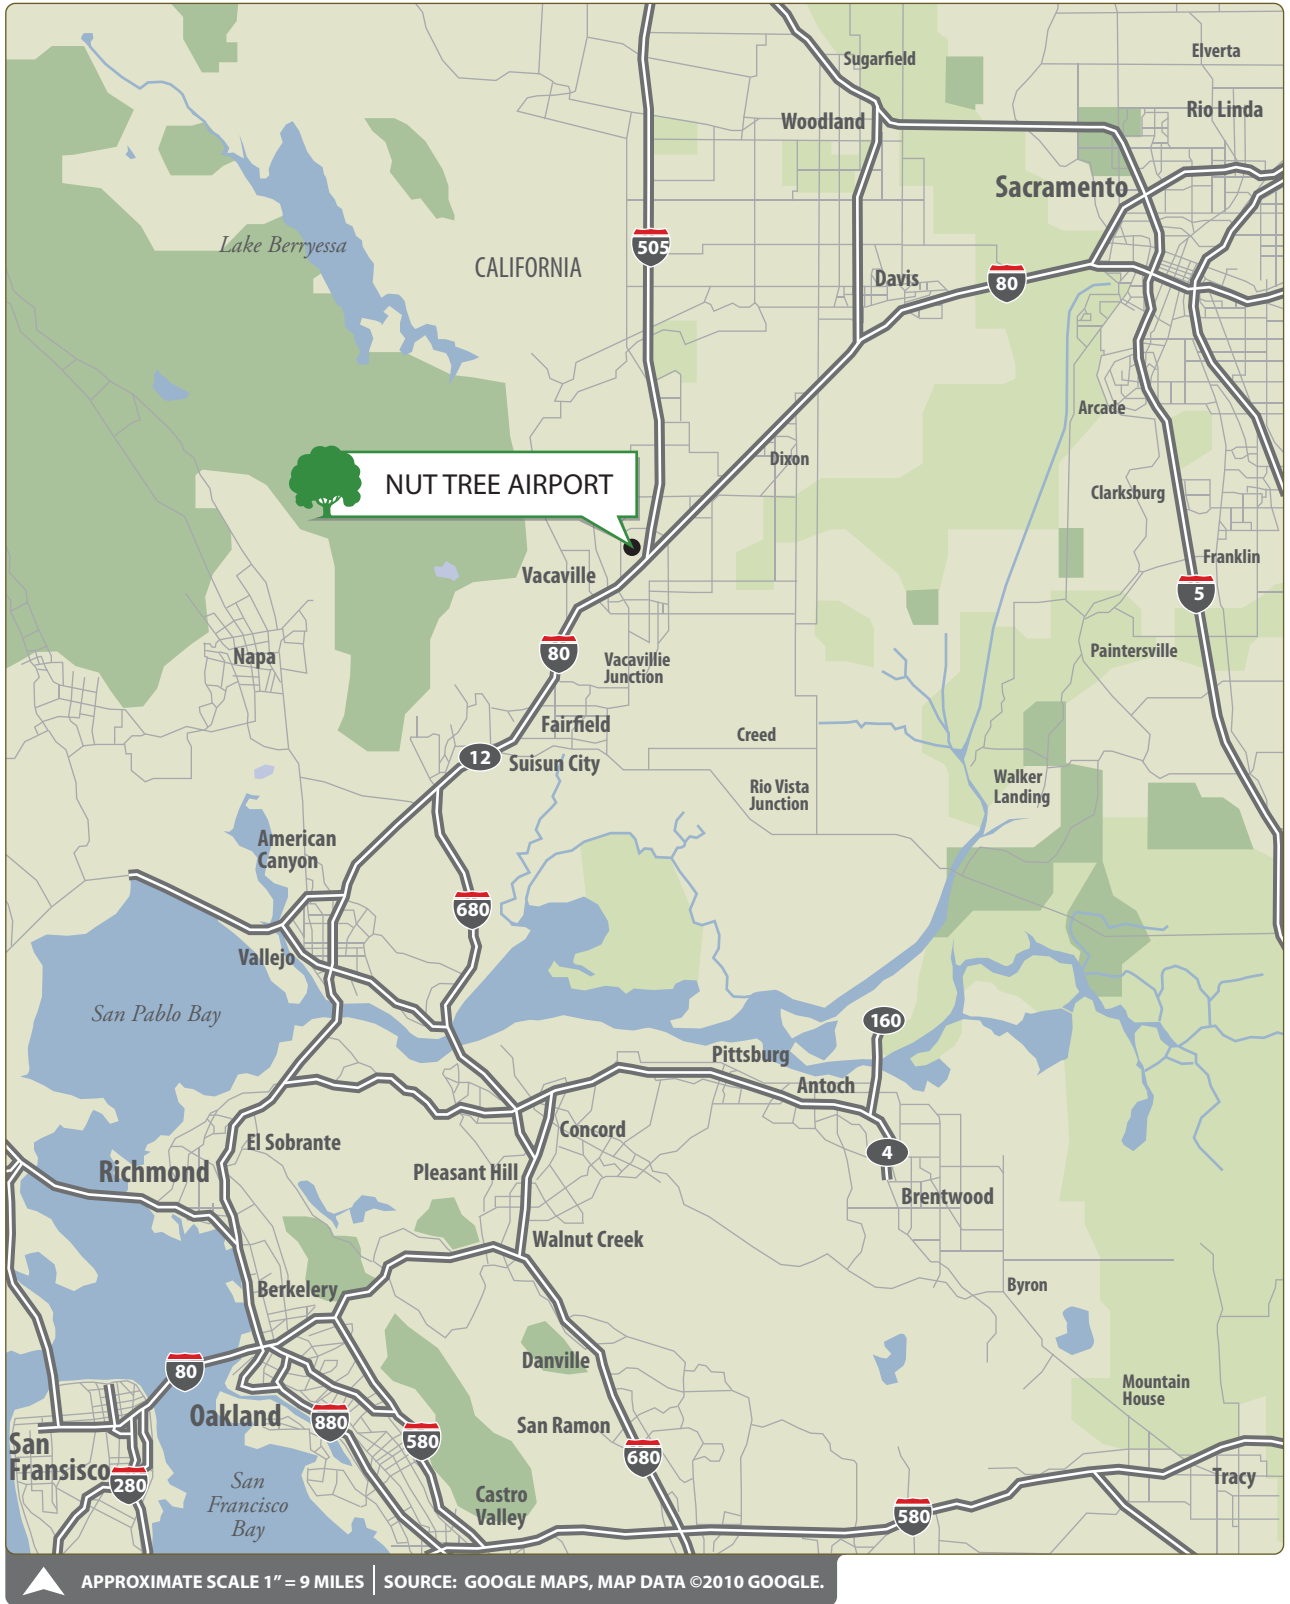 Sugarfield
Elverta
Rio Linda
Woodland
Sacramento
Lake Berryessa
505
CALIFORNIA
Davis
80
Arcade
Dixon
NUT TREE AIRPORT
Clarksburg
Franklin
Vacaville
5
Napa
80
Vacavillie
Junction
Paintersville
Fairfield
Creed
12
Suisun City
Rio Vista
Junction
Walker
Landing
American
Canyon
680
Vallejo
San Pablo Bay
160
Pittsburg
Antoch
El Sobrante
Concord
4
Richmond
Pleasant Hill
Brentwood
Walnut Creek
Berkelery
Byron
80
Danville
Mountain
House
Oakland
880
580
San Ramon
San
Fransisco
280
680
San
Francisco
Bay
Castro
Valley
580
Tracy
APPROXIMATE SCALE 1” = 9 MILES
SOURCE: GOOGLE MAPS, MAP DATA ©2010 GOOGLE.